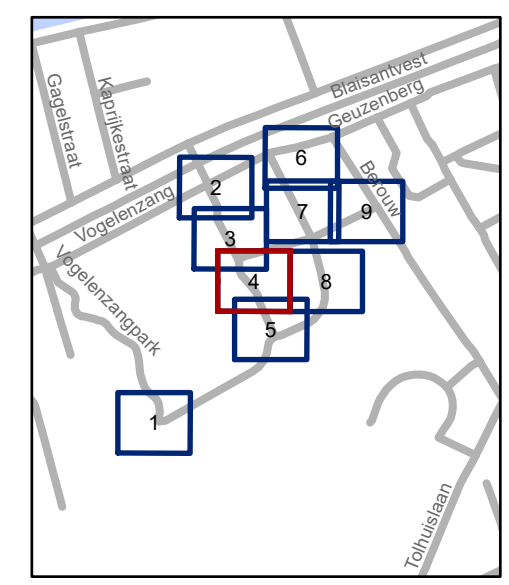 Blaisantvest
Geuzenberg
Gagelstraat
Kaprijkestraat
Berouw
Vogelenzang
Vogelenzangpark
Tolhuislaan
6
2
7
9
3
4
8
5
1